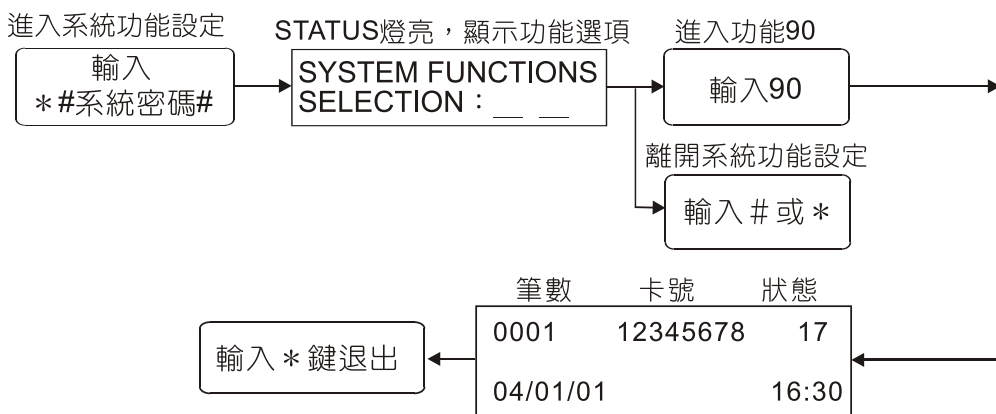 進入系統功能設定
輸入
＊#系統密碼#
STATUS燈亮，顯示功能選項
SYSTEM FUNCTIONS
SELECTION：__ __
進入功能90
輸入90
離開系統功能設定
輸入＃或＊
筆數 卡號 狀態
0001 12345678 17
04/01/01 16:30
輸入＊鍵退出